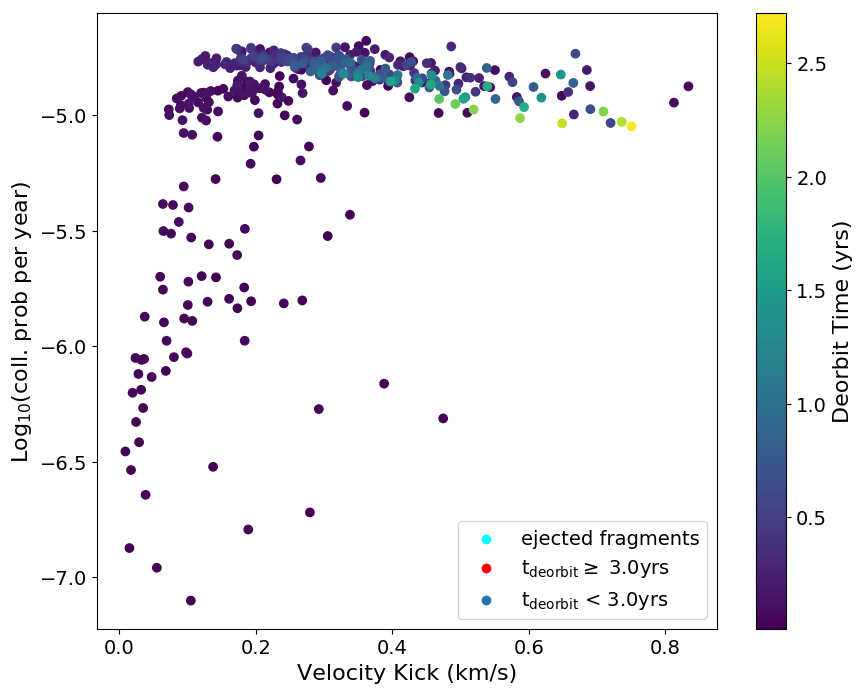 Log10(coll. prob per year)
−5.0
−5.5
−6.0
−6.5
−7.0
0.0 0.2 0.4 0.6 0.8
Velocity Kick (km/s)
ejected fragments
tdeorbit ≥ 3.0yrs
tdeorbit < 3.0yrs
2.5
2.0
1.5
1.0
0.5
Deorbit Time (yrs)